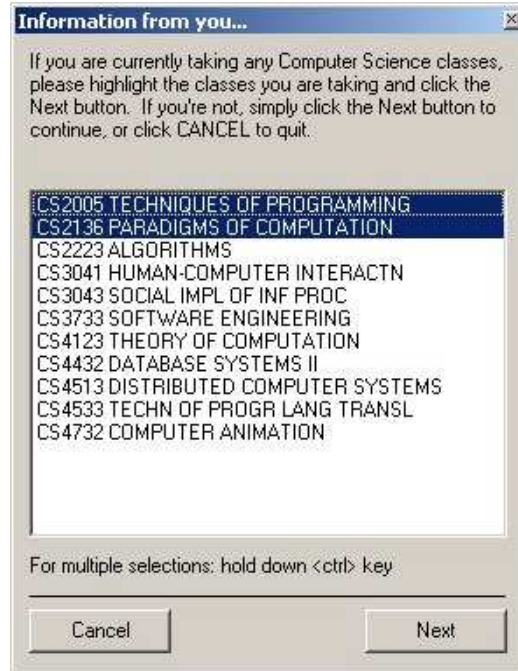 Information from you...
If you are currently taking any Computer Science classes,
please highlight the classes you are taking and click the
Next button. If you're not, simply click the Next button to
continue, or click CANCEL to quit.
CS2005 TECHNIQUES OF PROGRAMMING
CS2136 PARADIGMS OF COMPUTATION
CS2223 ALGORITHMS
CS3041 HUMAN-COMPUTER INTERACTN
CS3043 SOCIAL IMPL OF INF PROC
CS3733 SOFTWARE ENGINEERING
CS4123 THEORY OF COMPUTATION
CS4432 DATABASE SYSTEMS II
CS4513 DISTRIBUTED COMPUTER SYSTEMS
CS4533 TECHN OF PROGR LANG TRANSL
CS4732 COMPUTER ANIMATION
For multiple selections: hold down <ctrl> key
Cancel Next